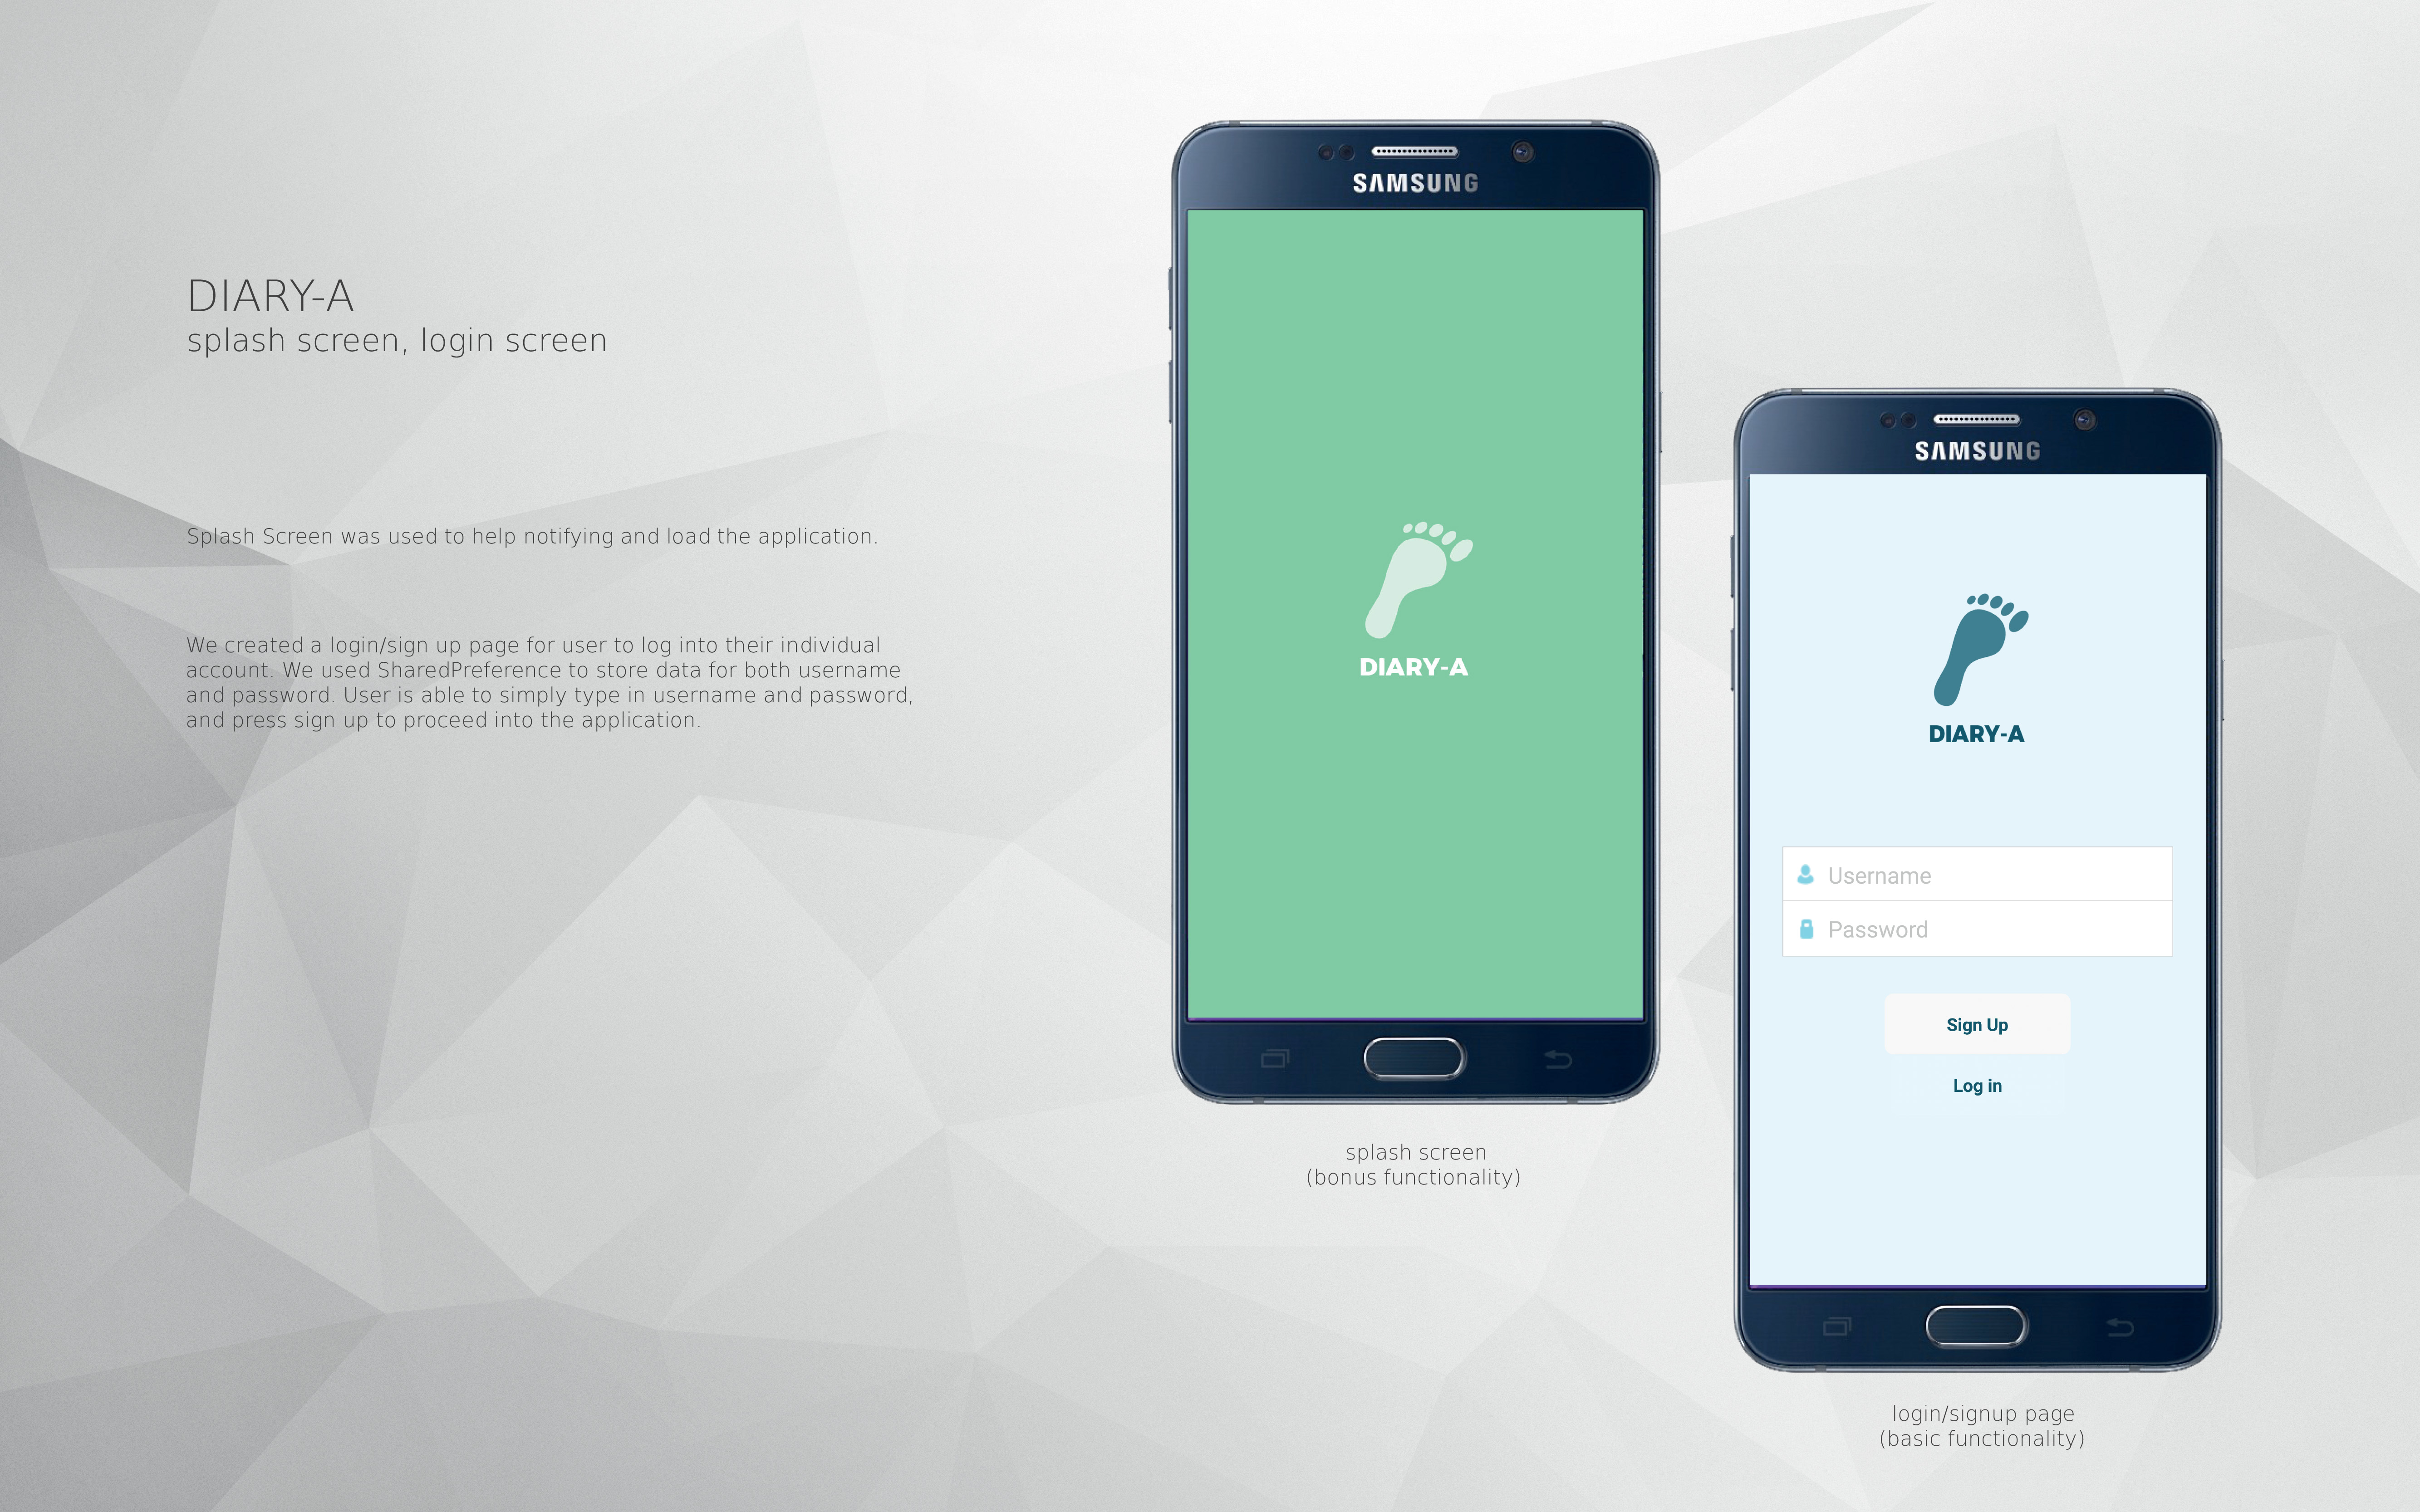 DIARY-A
splash screen, login screen
Splash Screen was used to help notifying and load the application.
We created a login/sign up page for user to log into their individual
account. We used SharedPreference to store data for both username
and password. User is able to simply type in username and password,
and press sign up to proceed into the application.
SAMSUNG
DIARY-A
splash screen
(bonus functionality)
SAMSUNG
DIARY-A
Username
Password
Sign Up
Log in
login/signup page
(basic functionality)